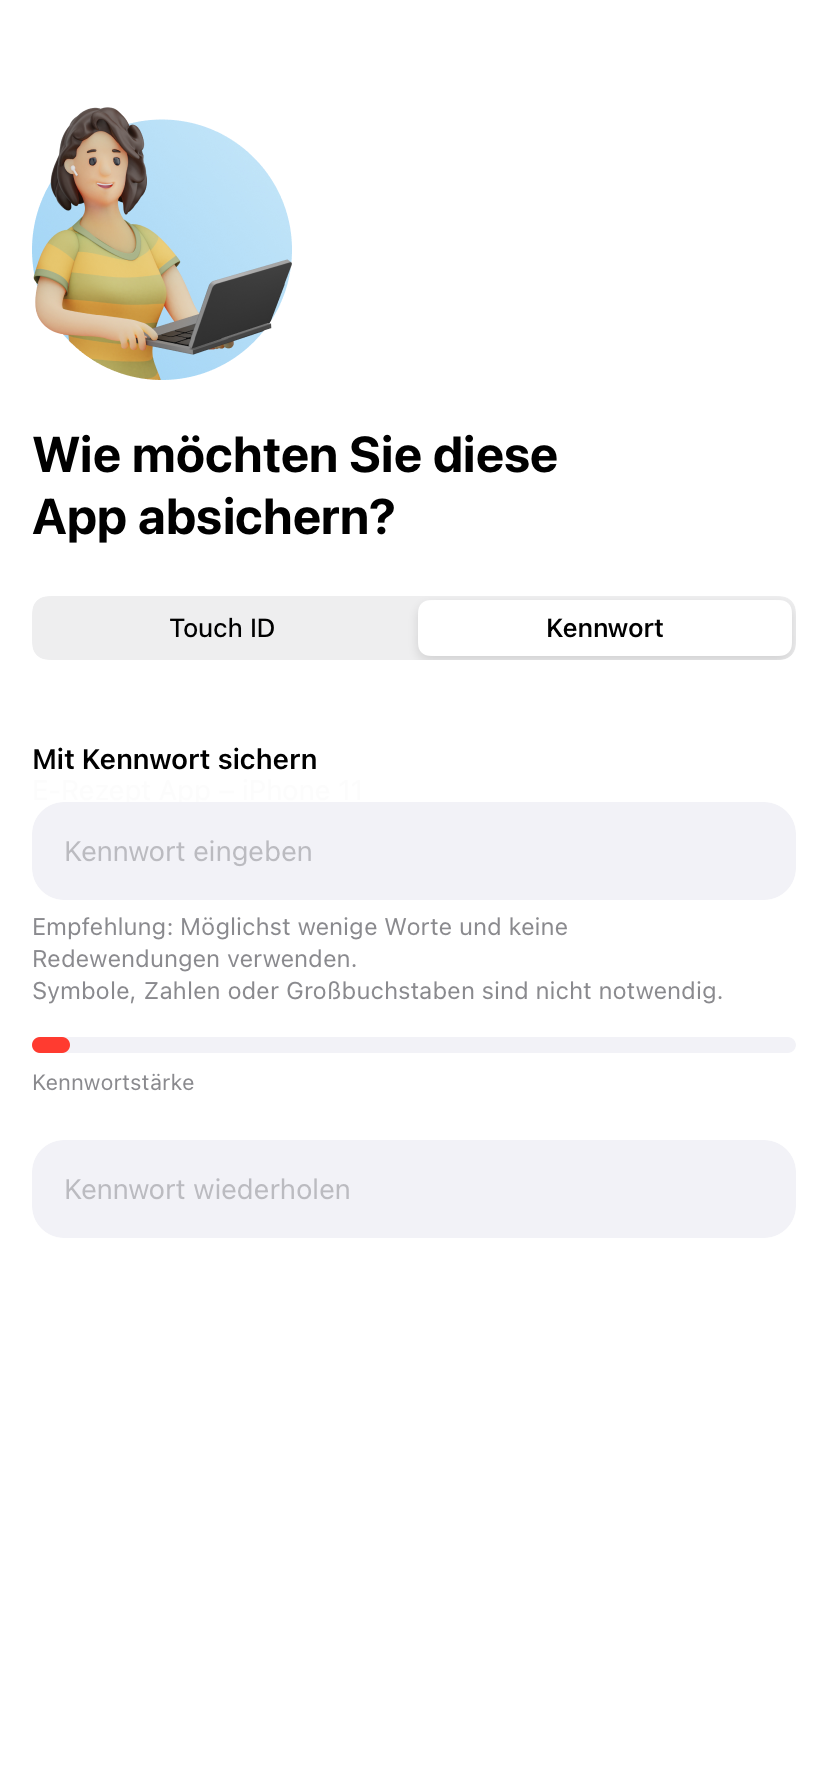 Wie möchten Sie diese
App absichern?
Touch ID
Kennwort
Mit Kennwort sichern
E-Rezept App – iPhone 11
Kennwort eingeben
Empfehlung: Möglichst wenige Worte und keine
Redewendungen verwenden.
Symbole, Zahlen oder Großbuchstaben sind nicht notwendig.
Kennwortstärke
Kennwort wiederholen